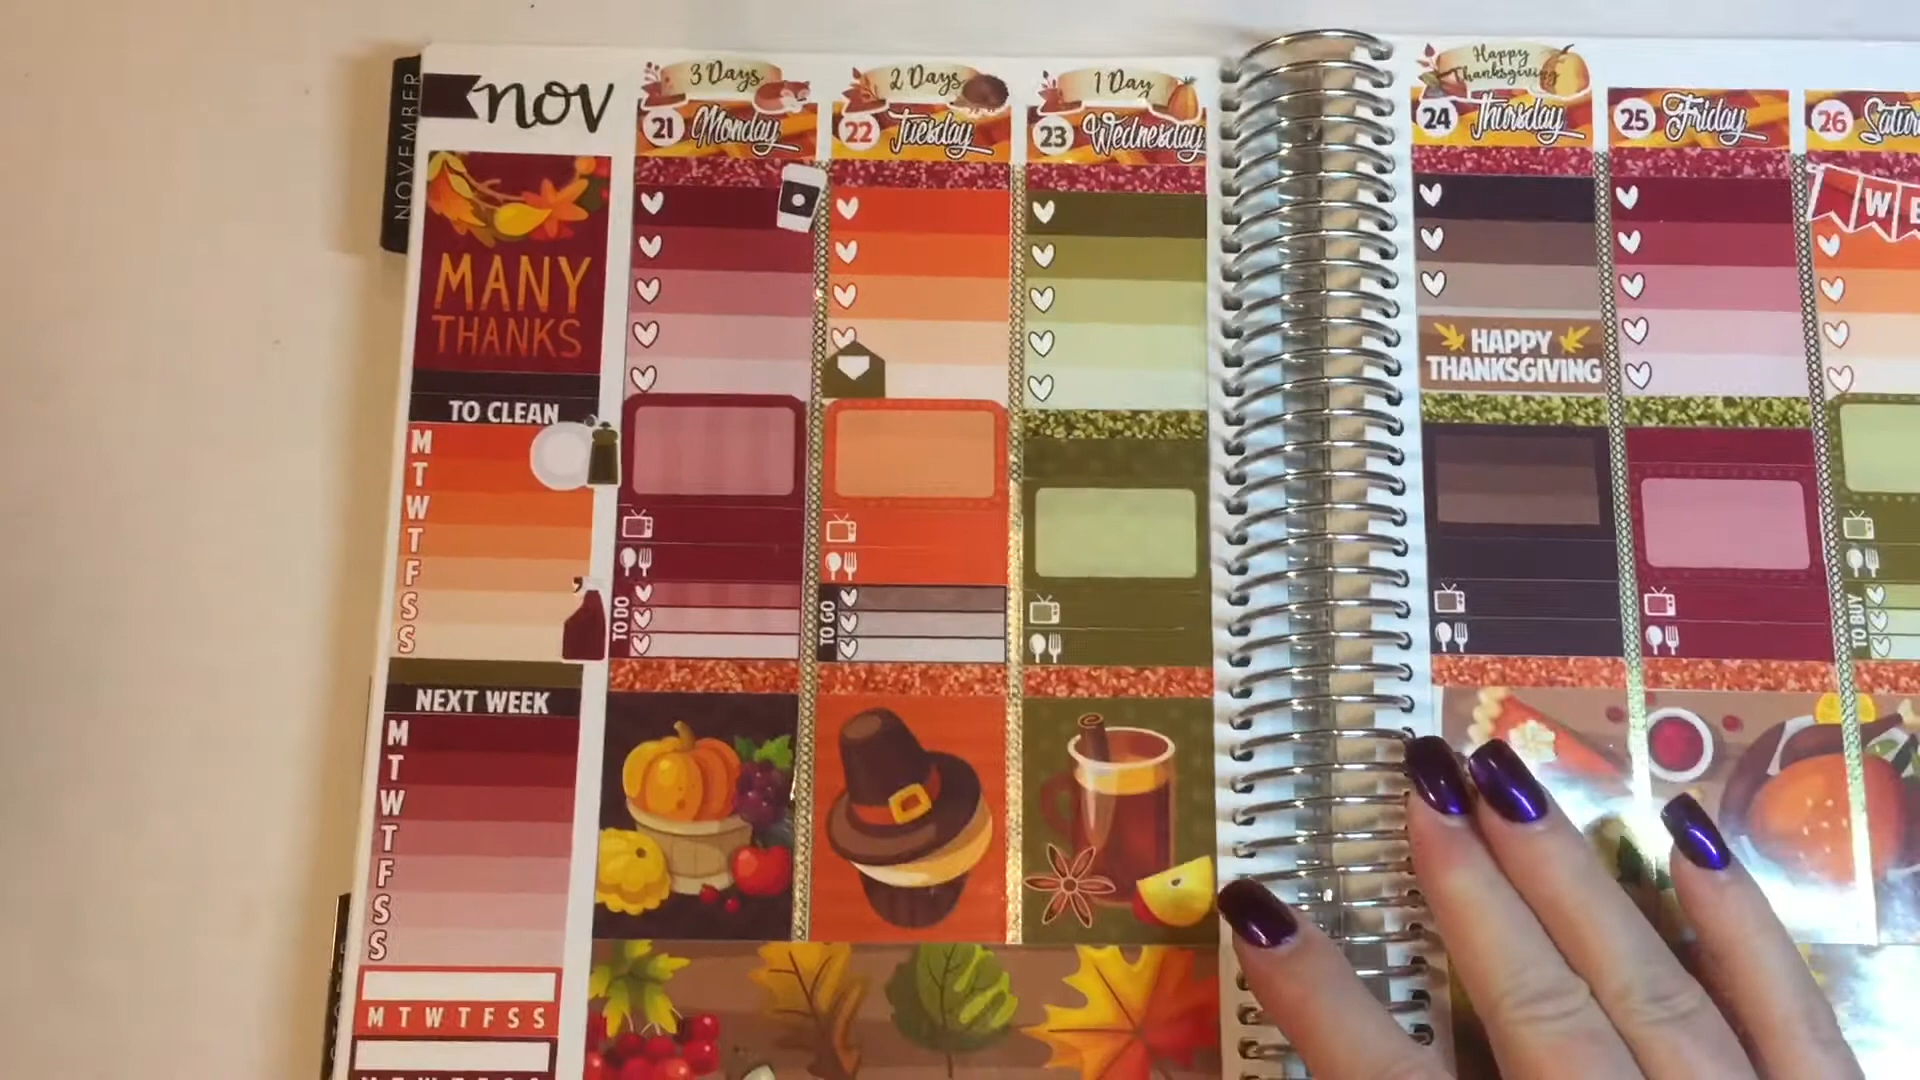 NOVEMBER
nov
MANY
THANKS
TO CLEAN
M
T
W
T
F
S
S
NEXT WEEK
M
T
W
T
F
S
S
M T W T F S S
3 Days
21 Monday
TO DO
2 Days
22 Tuesday
TO GO
1 Day
23 Wednesday
Happy
Thanksgiving
24 Thursday
HAPPY
THANKSGIVING
25 Friday
26 Satur
W E
TO BUY